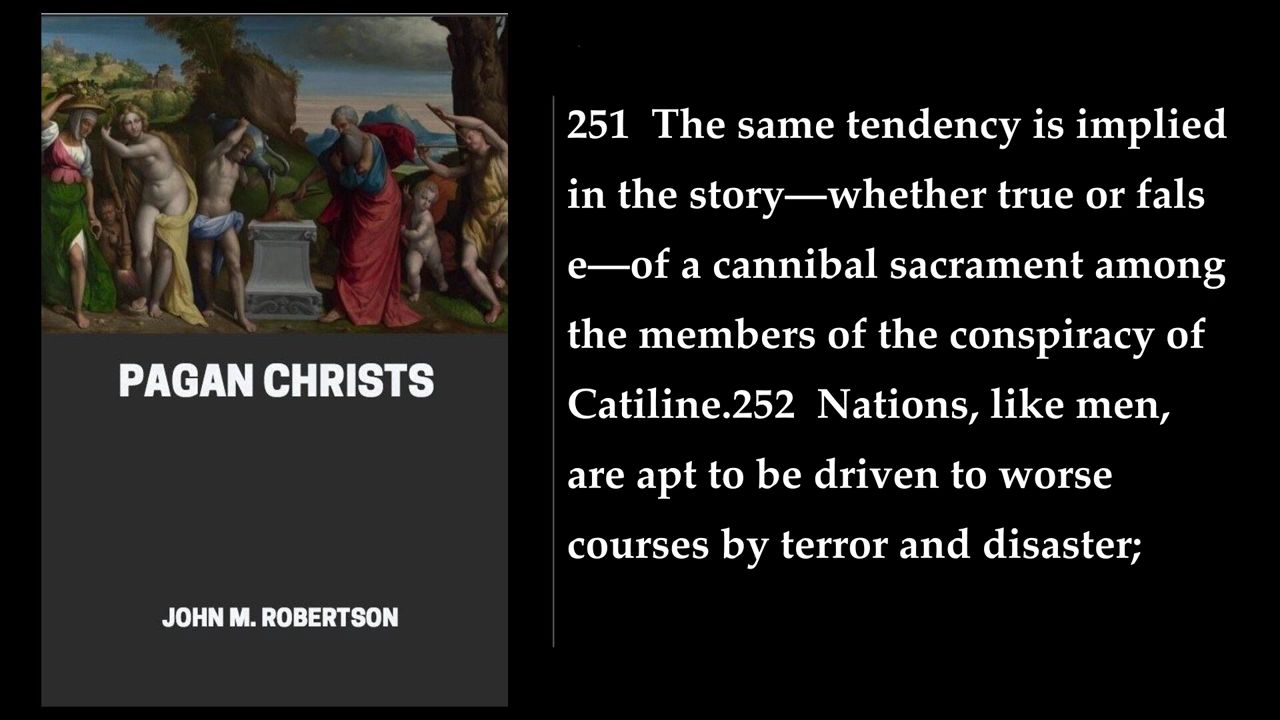 PAGAN CHRISTS
JOHN M. ROBERTSON
251 The same tendency is implied
in the story—whether true or fals
e—of a cannibal sacrament among
the members of the conspiracy of
Catiline.252 Nations, like men,
are apt to be driven to worse
courses by terror and disaster;